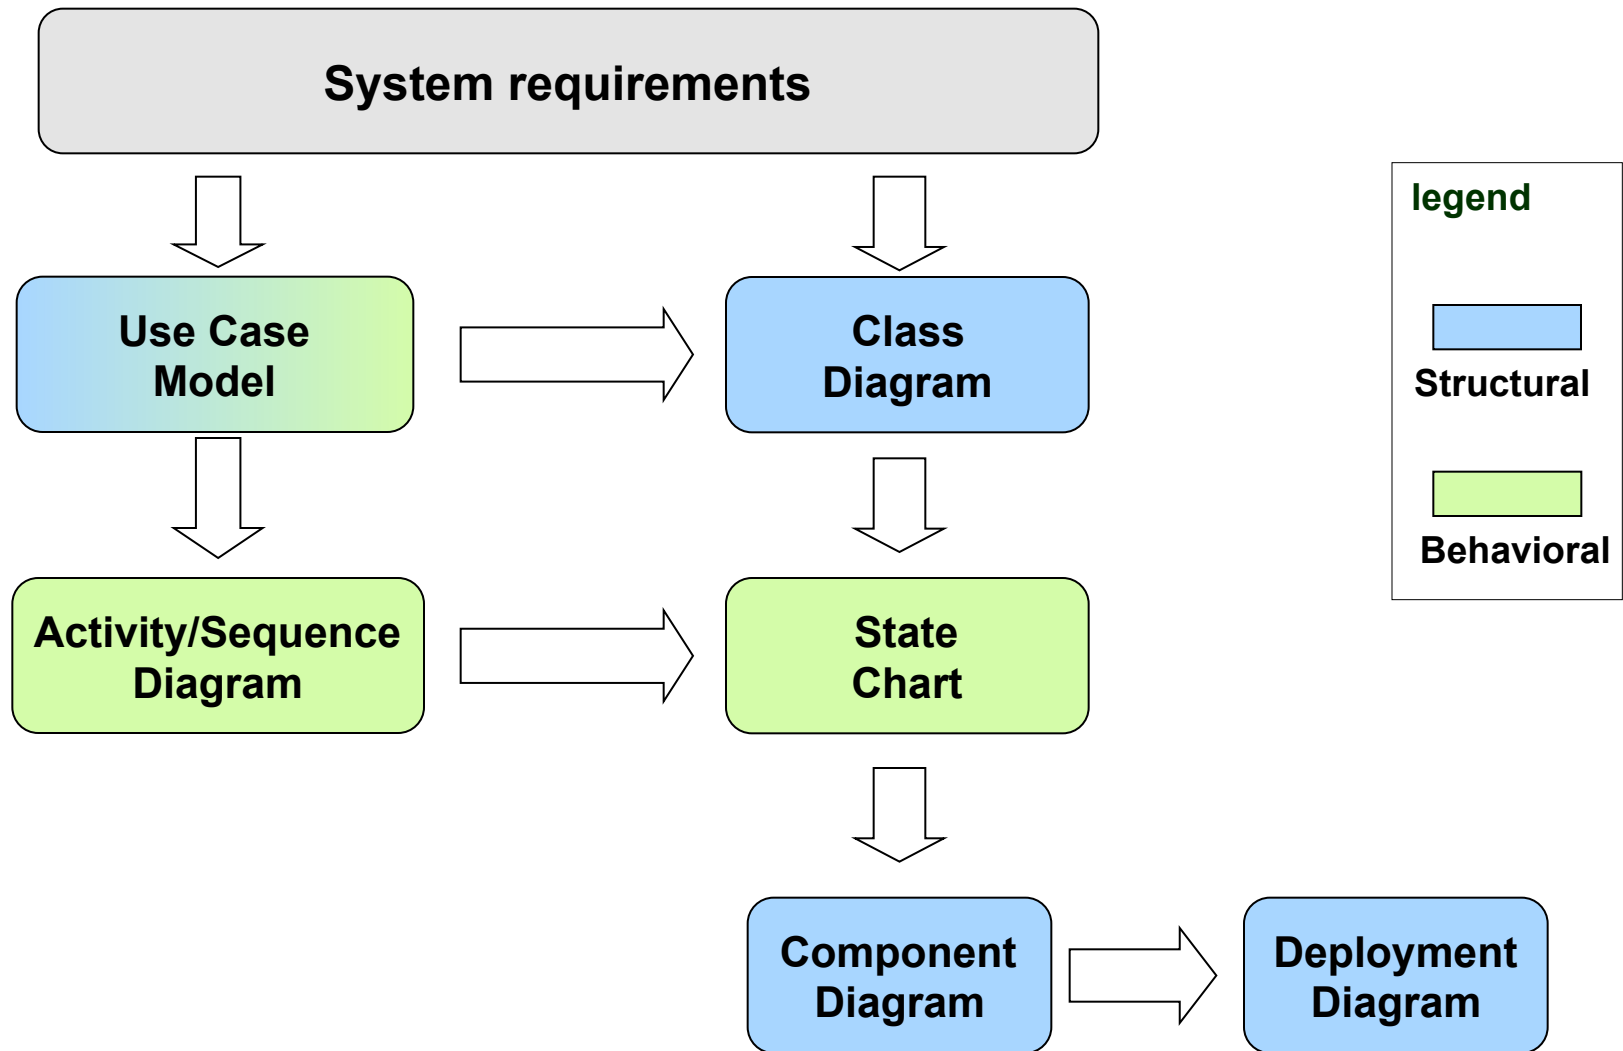 System requirements
legend
Use Case
Model
Class
Diagram
Structural
Behavioral
Activity/Sequence
Diagram
State
Chart
Component
Diagram
Deployment
Diagram